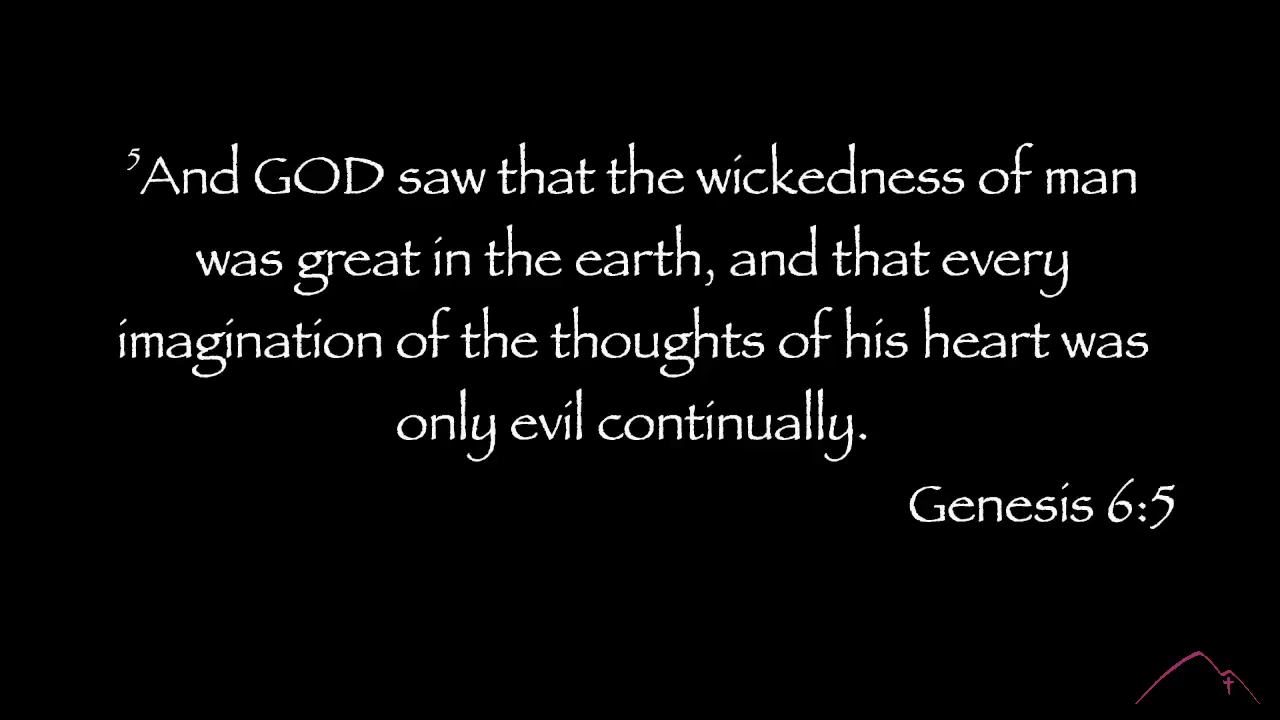 ⁵And GOD saw that the wickedness of man
was great in the earth, and that every
imagination of the thoughts of his heart was
only evil continually.
Genesis 6:5